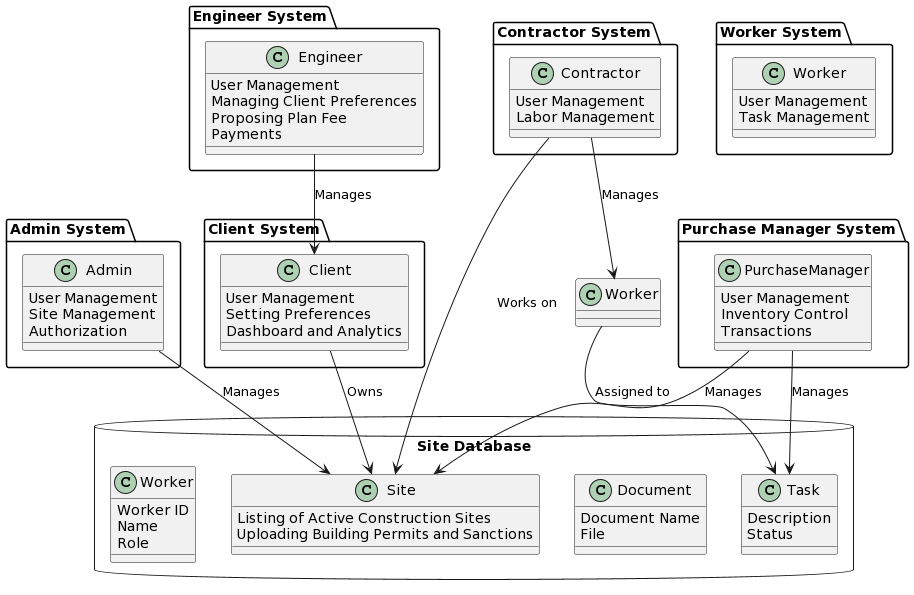 Engineer System
C Engineer
User Management
Managing Client Preferences
Proposing Plan Fee
Payments
Contractor System
C Contractor
User Management
Labor Management
Worker System
C Worker
User Management
Task Management
Manages
Manages
Admin System
C Admin
User Management
Site Management
Authorization
Client System
C Client
User Management
Setting Preferences
Dashboard and Analytics
Works on
C Worker
Purchase Manager System
C PurchaseManager
User Management
Inventory Control
Transactions
Manages
Owns
Assigned to
Manages
Manages
Site Database
C Worker
Worker ID
Name
Role
C Site
Listing of Active Construction Sites
Uploading Building Permits and Sanctions
C Document
Document Name
File
C Task
Description
Status